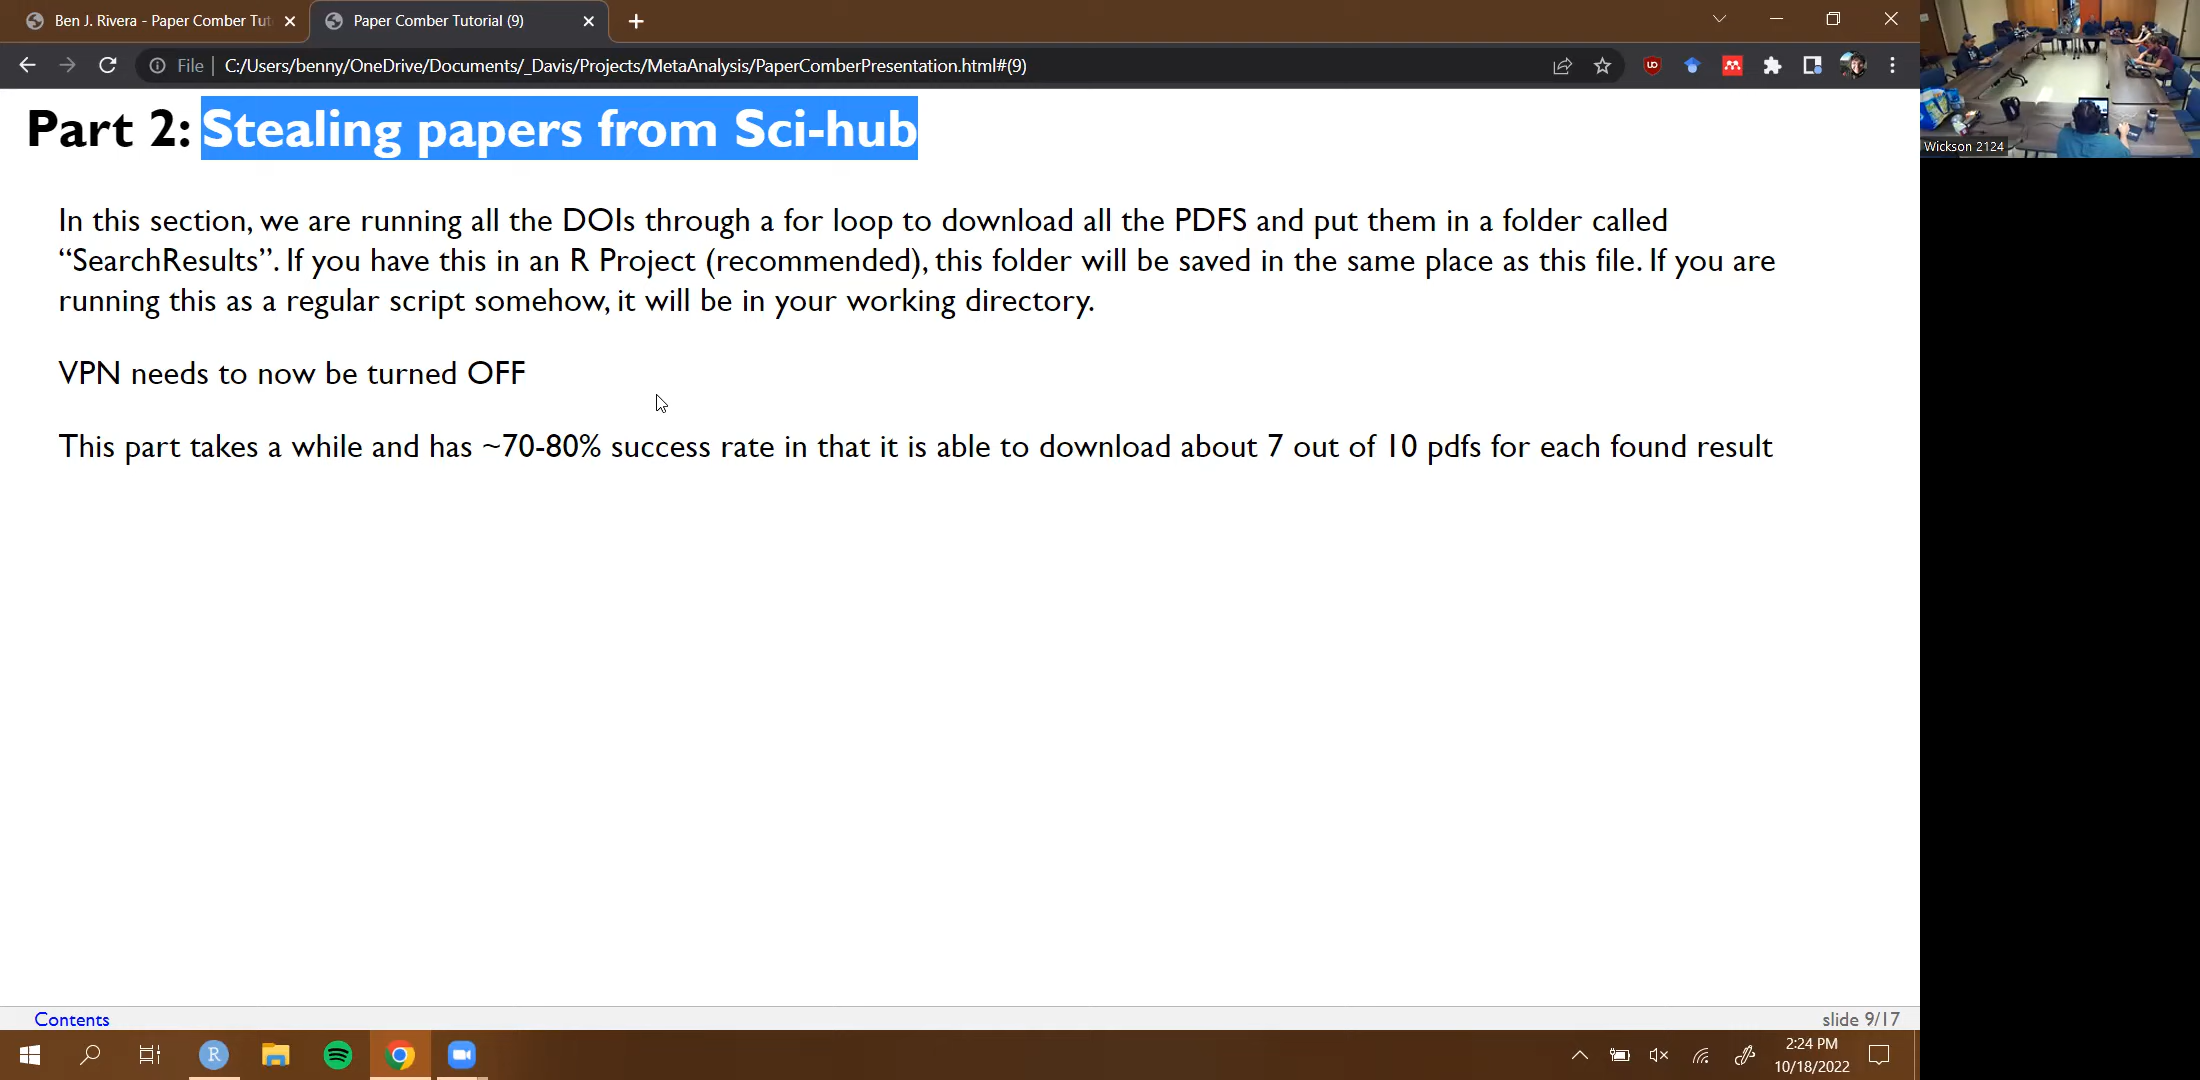 Ben J. Rivera - Paper Comber Tut
Paper Comber Tutorial (9)
File
C:/Users/benny/OneDrive/Documents/_Davis/Projects/MetaAnalysis/PaperComberPresentation.html#(9)
Wickson 2124
Part 2: Stealing papers from Sci-hub
In this section, we are running all the DOIs through a for loop to download all the PDFS and put them in a folder called
“SearchResults”. If you have this in an R Project (recommended), this folder will be saved in the same place as this file. If you are
running this as a regular script somehow, it will be in your working directory.
VPN needs to now be turned OFF
This part takes a while and has ~70-80% success rate in that it is able to download about 7 out of 10 pdfs for each found result
Contents
slide 9/17
R
2:24 PM
10/18/2022